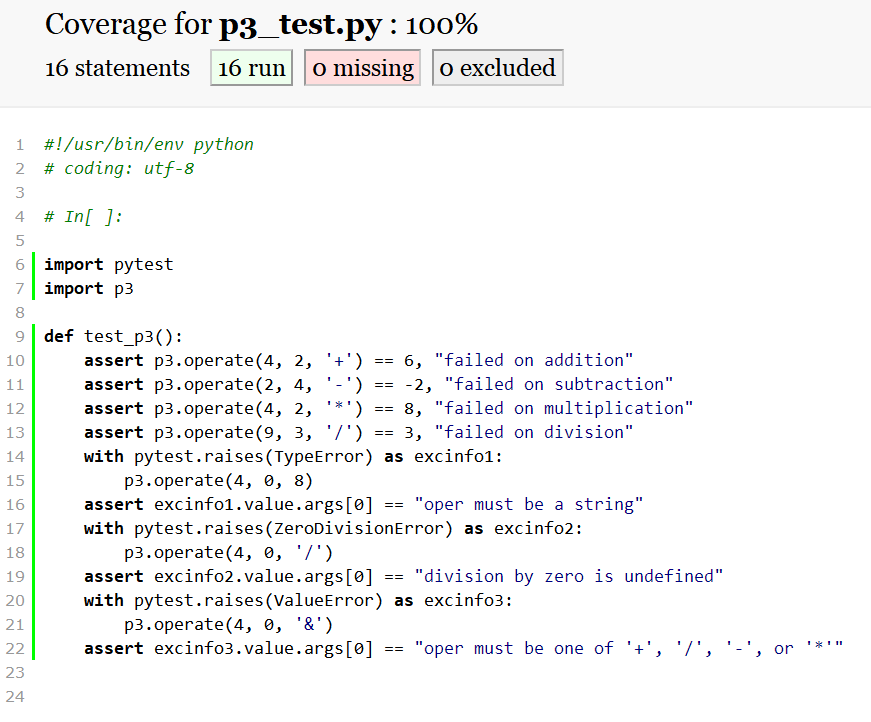 Coverage for p3_test.py : 100%
16 statements 16 run 0 missing 0 excluded
1 #!/usr/bin/env python
2 # coding: utf-8
3
4 # In[ ]:
5
6 import pytest
7 import p3
8
9 def test_p3():
10     assert p3.operate(4, 2, '+') == 6, "failed on addition"
11     assert p3.operate(2, 4, '-') == -2, "failed on subtraction"
12     assert p3.operate(4, 2, '*') == 8, "failed on multiplication"
13     assert p3.operate(9, 3, '/') == 3, "failed on division"
14     with pytest.raises(TypeError) as excinfo1:
15         p3.operate(4, 0, 8)
16     assert excinfo1.value.args[0] == "oper must be a string"
17     with pytest.raises(ZeroDivisionError) as excinfo2:
18         p3.operate(4, 0, '/')
19     assert excinfo2.value.args[0] == "division by zero is undefined"
20     with pytest.raises(ValueError) as excinfo3:
21         p3.operate(4, 0, '&')
22     assert excinfo3.value.args[0] == "oper must be one of '+', '/', '-', or '*'"
23
24